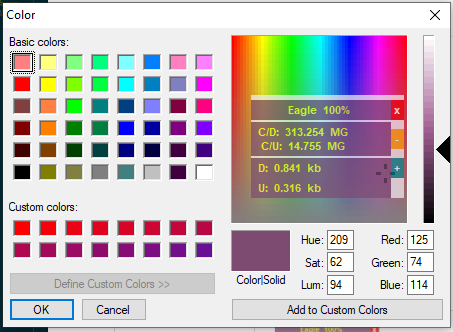 Color
Basic colors:
Eagle 100%
x
C/D: 313.254 MG
C/U: 14.755 MG
-
D: 0.841 kb
+
U: 0.316 kb
Custom colors:
Define Custom Colors >>
OK Cancel
Color|Solid
Hue: 209 Red: 125
Sat: 62 Green: 74
Lum: 94 Blue: 114
Add to Custom Colors
Eagle 100%